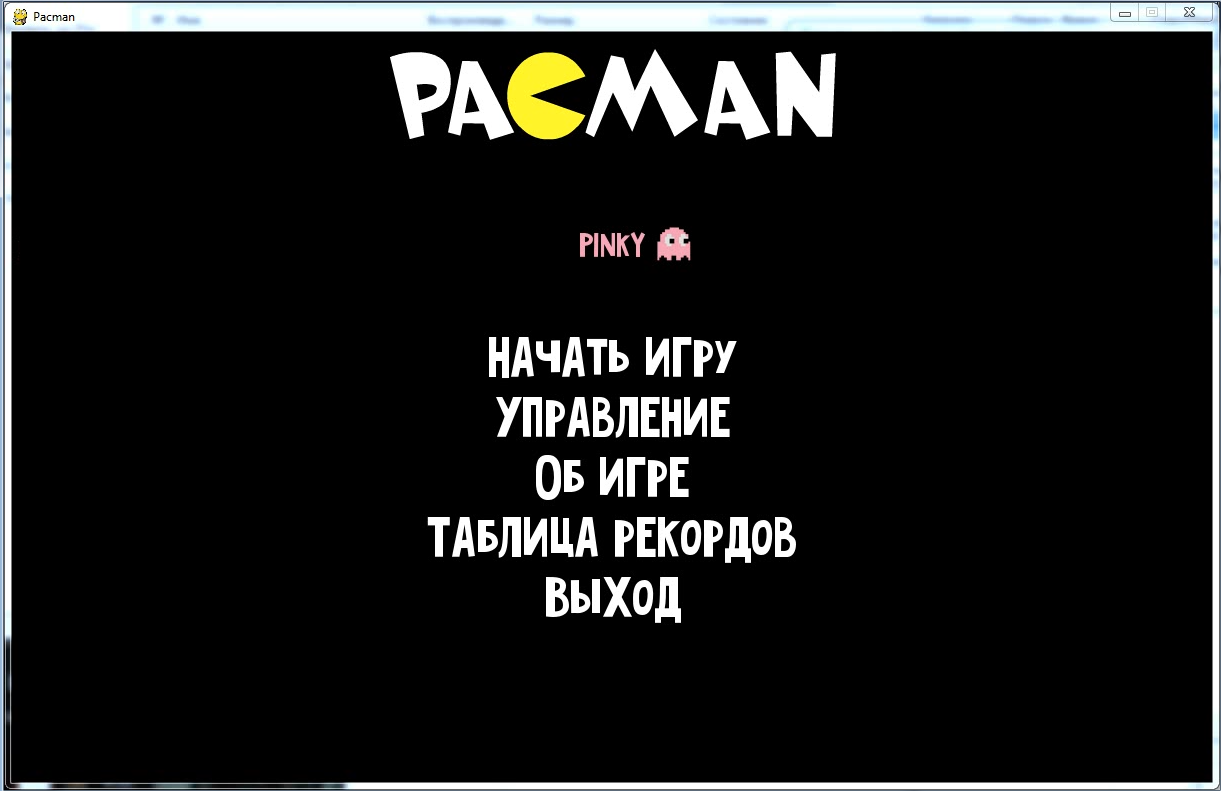 Pacman
PACMAN
PINKY
НАЧАТЬ ИГРУ
УПРАВЛЕНИЕ
ОБ ИГРЕ
ТАБЛИЦА РЕКОРДОВ
ВЫХОД